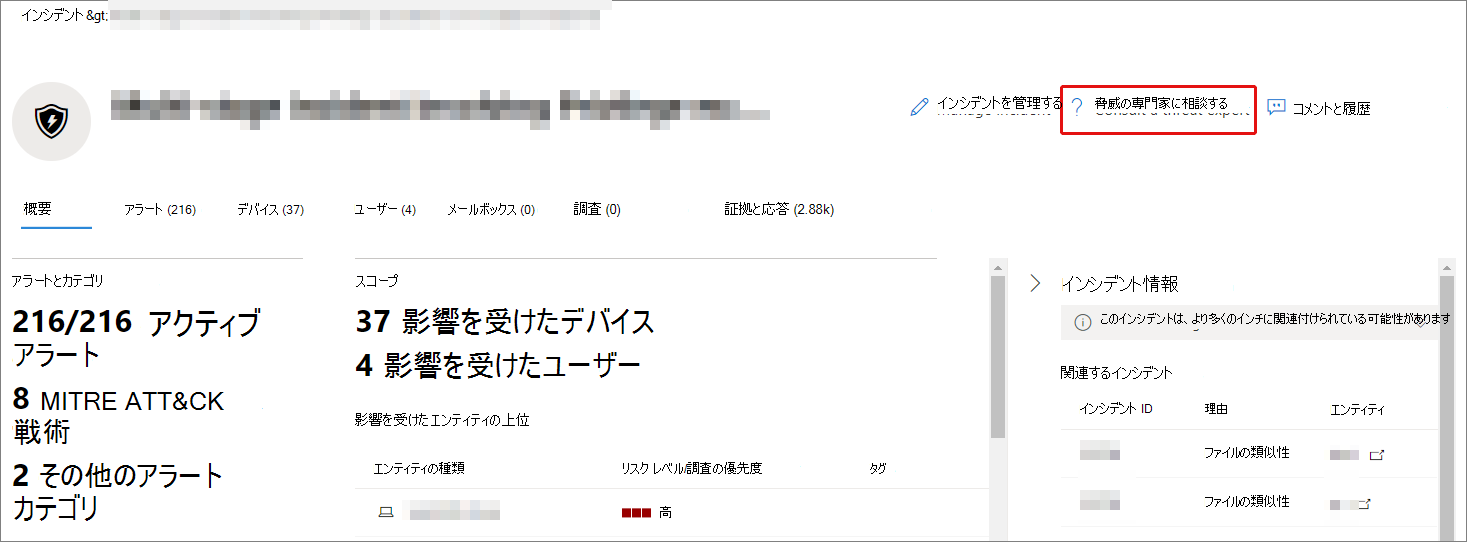 インシデント &gt;
インシデントを管理する
脅威の専門家に相談する
コメントと履歴
概要
アラート (216)
デバイス (37)
ユーザー (4)
メールボックス (0)
調査 (0)
証拠と応答 (2.88k)
アラートとカテゴリ
216/216 アクティブ
アラート
8 MITRE ATT&CK
戦術
2 その他のアラート
カテゴリ
スコープ
37 影響を受けたデバイス
4 影響を受けたユーザー
影響を受けたエンティティの上位
エンティティの種類 リスク レベル/調査の優先度 タグ
高
インシデント情報
このインシデントは、より多くのインチに関連付けられている可能性があります
関連するインシデント
インシデント ID 理由 エンティティ
ファイルの類似性
ファイルの類似性